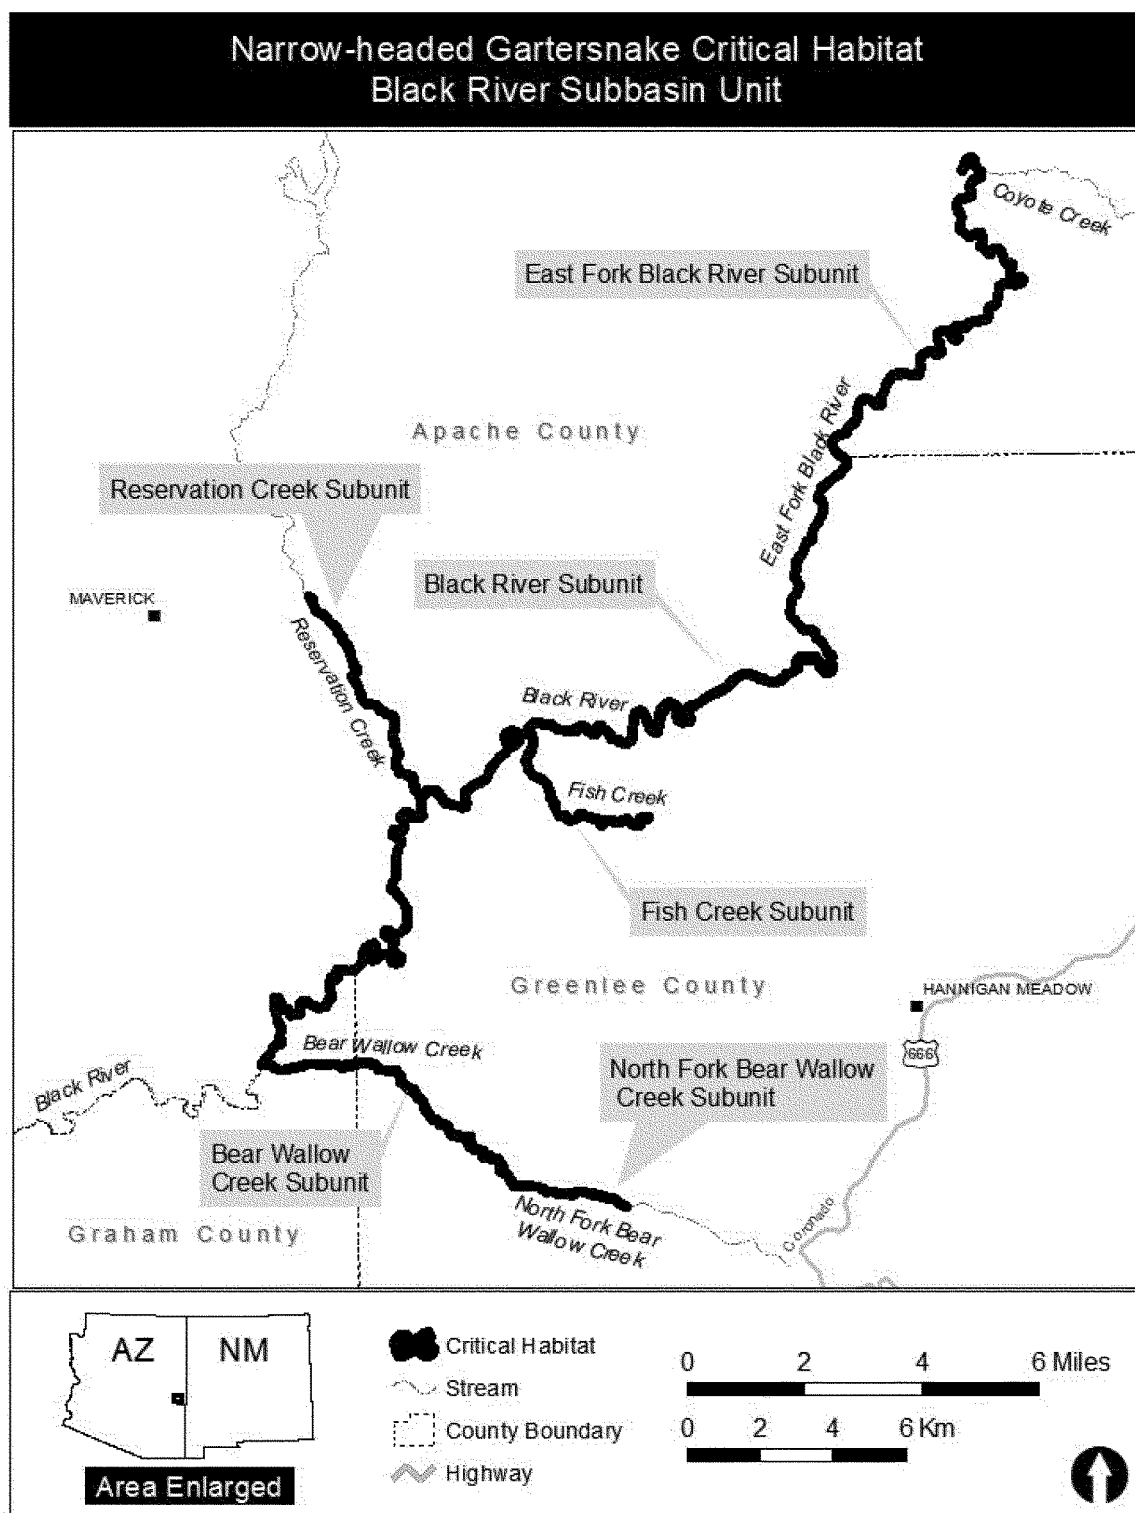 Narrow-headed Gartersnake Critical Habitat
Black River Subbasin Unit
Coyote Creek
East Fork Black River Subunit
East Fork Black River
Apache County
Reservation Creek Subunit
Black River Subunit
MAVERICK
Reservation Creek
Black River
Fish Creek
Fish Creek Subunit
Greenlee County
HANNIGAN MEADOW
Bear Wallow Creek
666
North Fork Bear Wallow
Creek Subunit
Black River
Bear Wallow
Creek Subunit
North Fork Bear
Wallow Creek
Coronado
Graham County
AZ
NM
Area Enlarged
Critical Habitat
Stream
County Boundary
Highway
0 2 4 6 Miles
0 2 4 6 Km